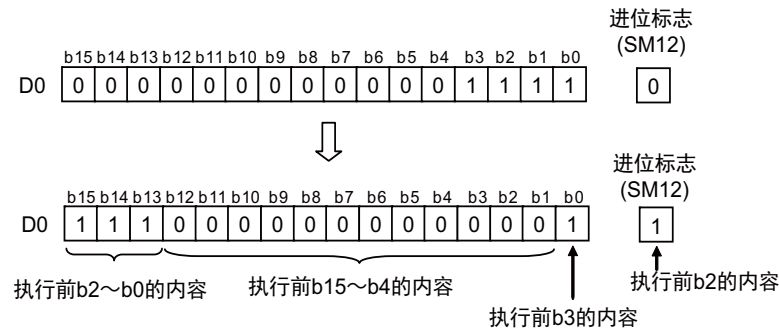 进位标志
(SM12)
b15 b14 b13 b12 b11 b10 b9 b8 b7 b6 b5 b4 b3 b2 b1 b0
D0 0 0 0 0 0 0 0 0 0 0 0 0 1 1 1 1 0
进位标志
(SM12)
b15 b14 b13 b12 b11 b10 b9 b8 b7 b6 b5 b4 b3 b2 b1 b0
D0 1 1 1 0 0 0 0 0 0 0 0 0 0 0 0 1 1
执行前b2～b0的内容 执行前b15～b4的内容 执行前b2的内容
执行前b3的内容